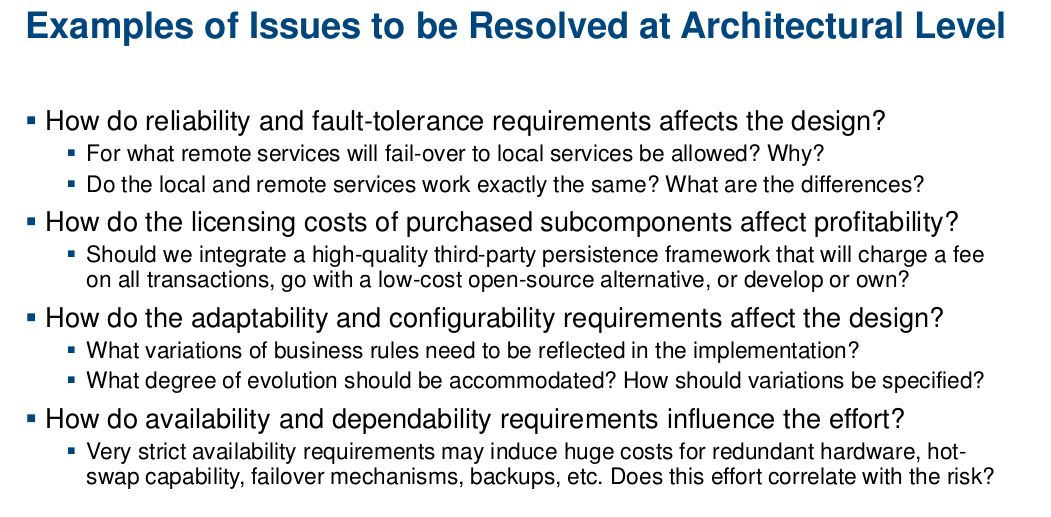 Examples of Issues to be Resolved at Architectural Level
▪ How do reliability and fault-tolerance requirements affects the design?
▪ For what remote services will fail-over to local services be allowed? Why?
▪ Do the local and remote services work exactly the same? What are the differences?
▪ How do the licensing costs of purchased subcomponents affect profitability?
▪ Should we integrate a high-quality third-party persistence framework that will charge a fee
on all transactions, go with a low-cost open-source alternative, or develop or own?
▪ How do the adaptability and configurability requirements affect the design?
▪ What variations of business rules need to be reflected in the implementation?
▪ What degree of evolution should be accommodated? How should variations be specified?
▪ How do availability and dependability requirements influence the effort?
▪ Very strict availability requirements may induce huge costs for redundant hardware, hot-
swap capability, failover mechanisms, backups, etc. Does this effort correlate with the risk?